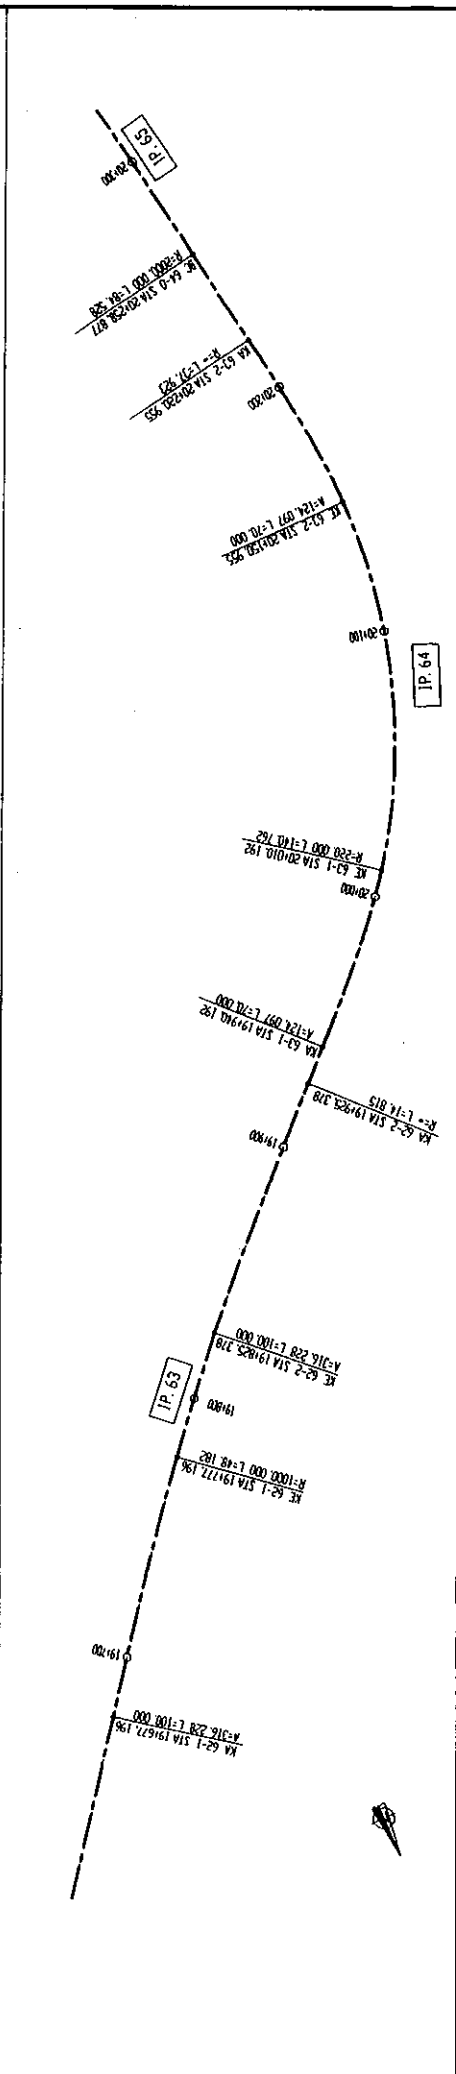 IP. 65
20+300
BC 64-0 STA 20+258. 877
R=2000. 000 L=84. 528
KA 63-2 STA 20+220. 955
R=∞ L=37. 923
20+200
KE 63-2 STA 20+150. 955
A=124. 097 L=70. 000
20+100
IP. 64
KE 63-1 STA 20+010. 192
R=220. 000 L=140. 762
20+000
KA 63-1 STA 19+940. 192
A=124. 097 L=70. 000
KA 62-2 STA 19+925. 378
R=∞ L=14. 815
19+900
KE 62-2 STA 19+825. 378
A=316. 228 L=100. 000
IP. 63
19+800
KE 62-1 STA 19+777. 196
R=1000. 000 L=48. 182
19+700
KA 62-1 STA 19+677. 196
A=316. 228 L=100. 000